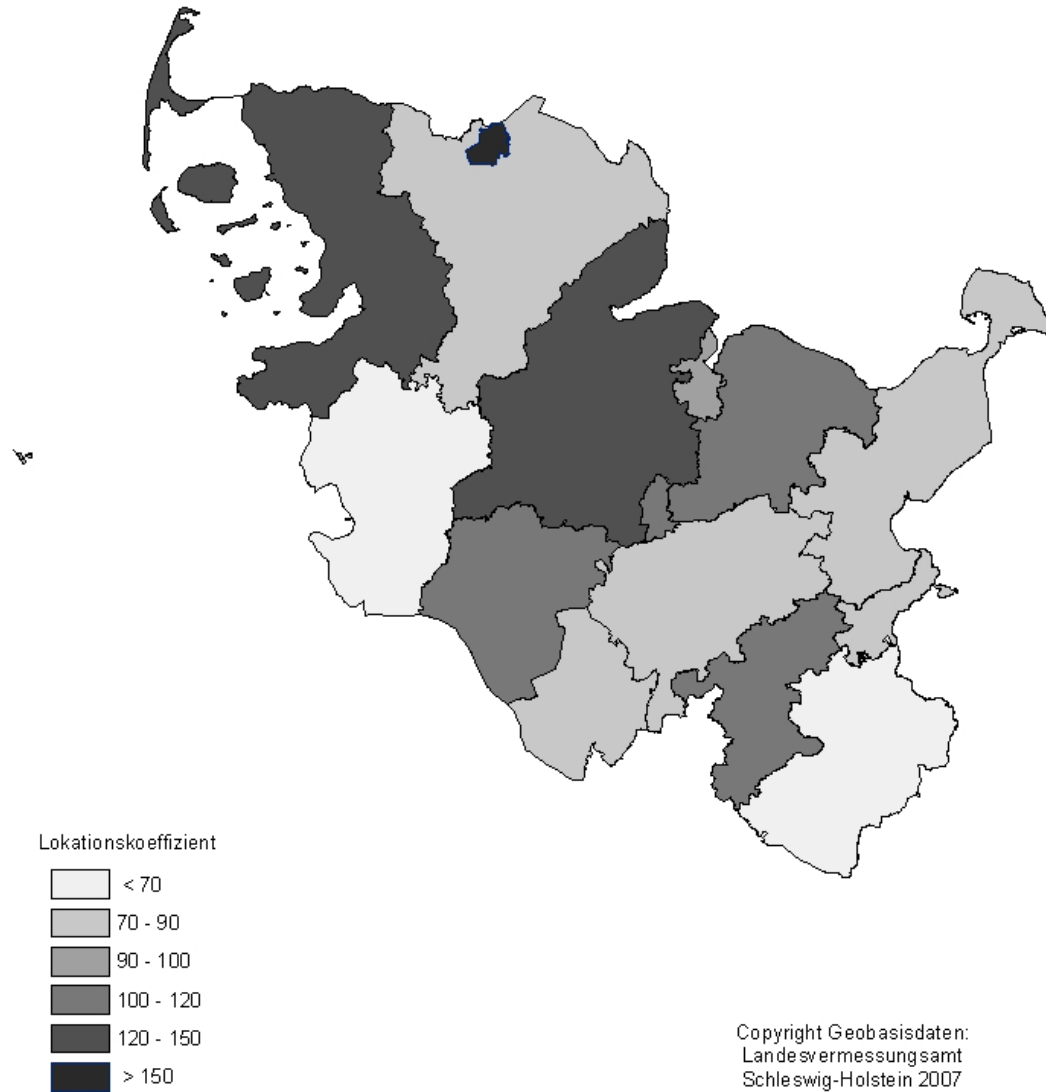 Lokationskoeffizient
< 70
70 - 90
90 - 100
100 - 120
120 - 150
> 150
Copyright Geobasisdaten:
Landesvermessungsamt
Schleswig-Holstein 2007